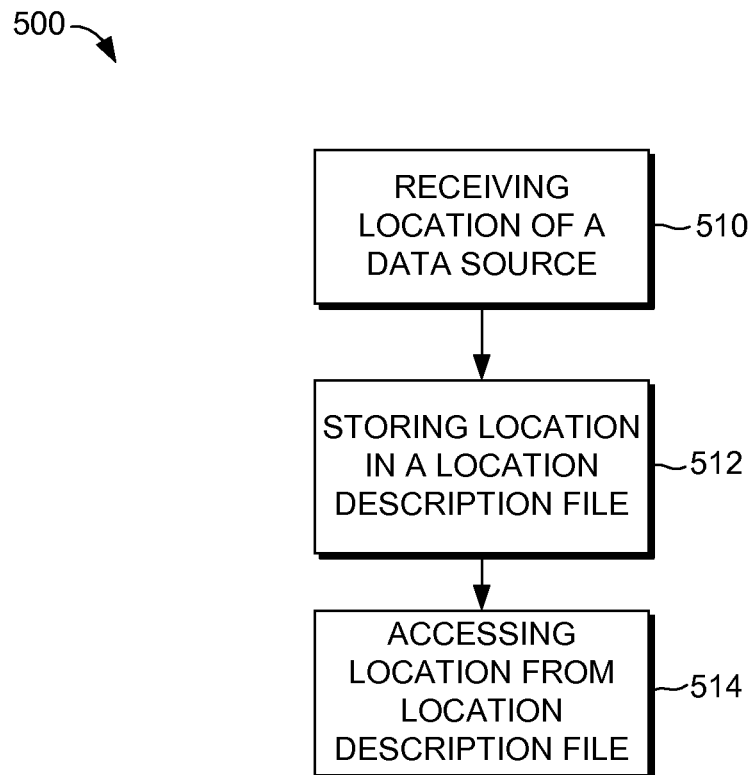 500
RECEIVING
LOCATION OF A
DATA SOURCE
510
STORING LOCATION
IN A LOCATION
DESCRIPTION FILE
512
ACCESSING
LOCATION FROM
LOCATION
DESCRIPTION FILE
514